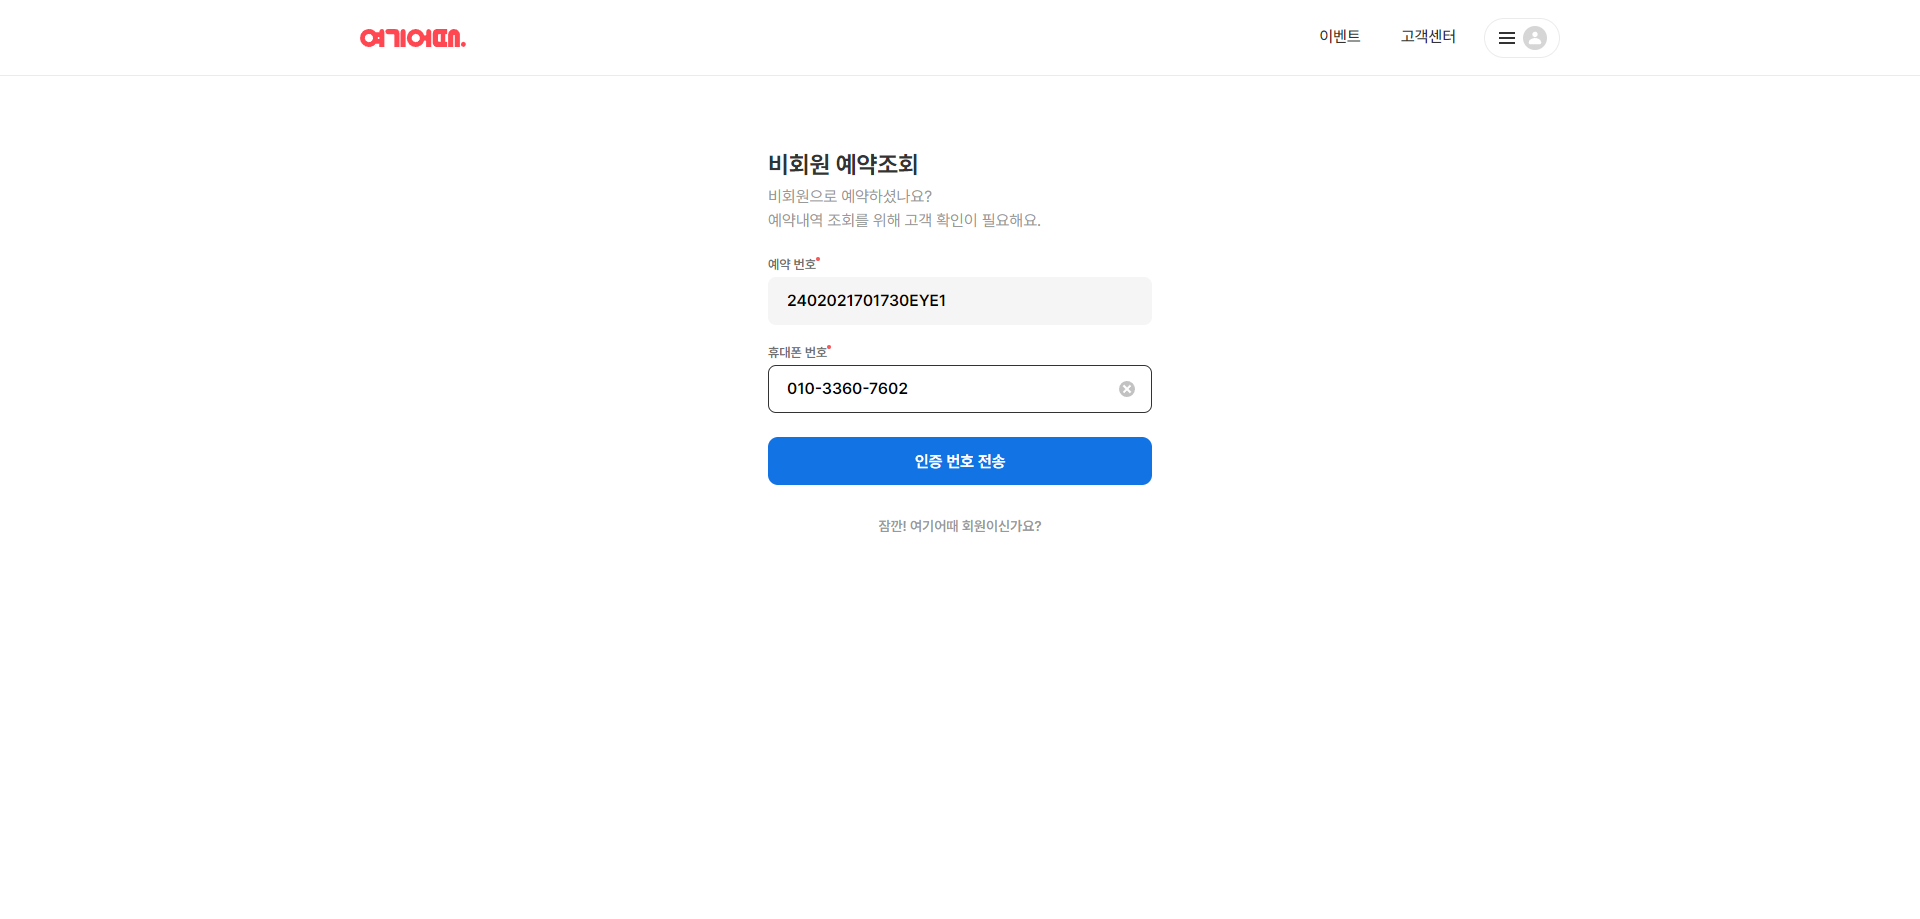 여기어때.
이벤트
고객센터
비회원 예약조회
비회원으로 예약하셨나요?
예약내역 조회를 위해 고객 확인이 필요해요.
예약 번호
2402021701730EYE1
휴대폰 번호
010-3360-7602
인증 번호 전송
잠깐! 여기어때 회원이신가요?